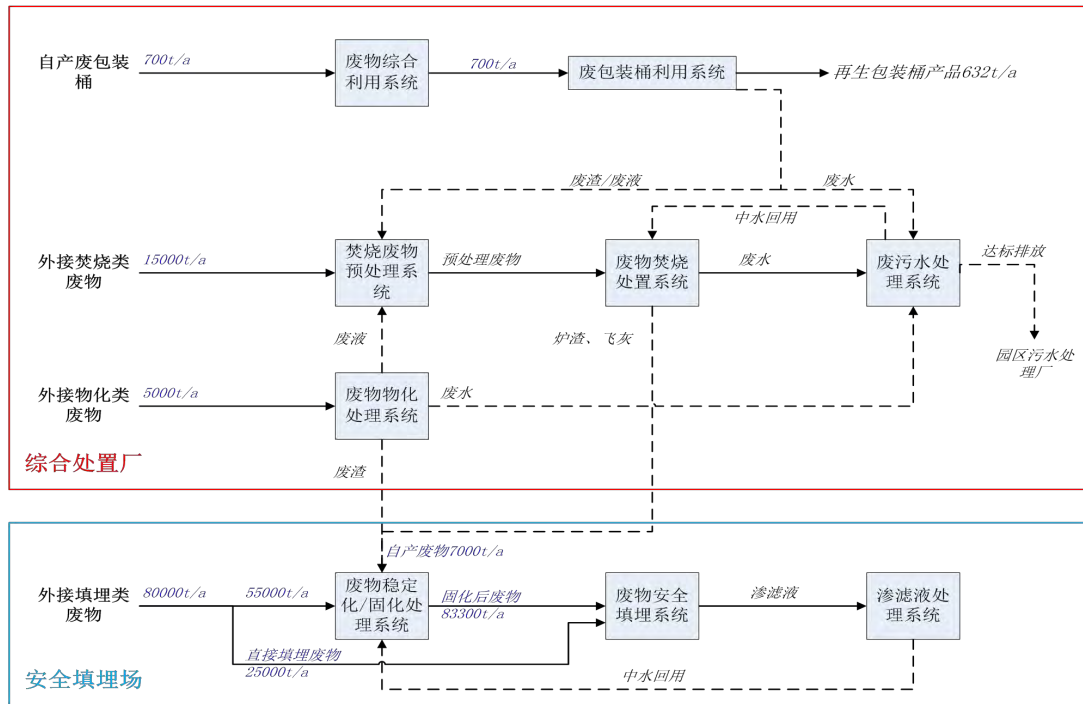 自产废包装
桶
700t/a
废物综合
利用系统
700t/a
废包装桶利用系统
再生包装桶产品632t/a
废渣/废液
废水
中水回用
外接焚烧类
废物
15000t/a
焚烧废物
预处理系
统
预处理废物
废物焚烧
处置系统
废水
废污水处
理系统
达标排放
园区污水处
理厂
废液
炉渣、飞灰
外接物化类
废物
5000t/a
废物物化
处理系统
废水
综合处置厂
废渣
自产废物7000t/a
外接填埋类
废物
80000t/a
55000t/a
废物稳定
化/固化处
理系统
固化后废物
83300t/a
废物安全
填埋系统
渗滤液
渗滤液处
理系统
直接填埋废物
25000t/a
中水回用
安全填埋场